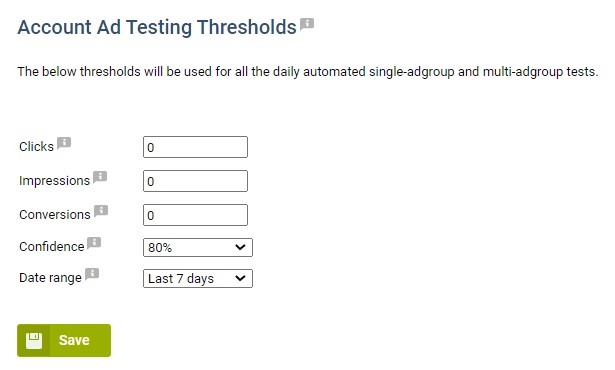 Account Ad Testing Thresholds
The below thresholds will be used for all the daily automated single-adgroup and multi-adgroup tests.
Clicks 0
Impressions 0
Conversions 0
Confidence 80%
Date range Last 7 days
Save